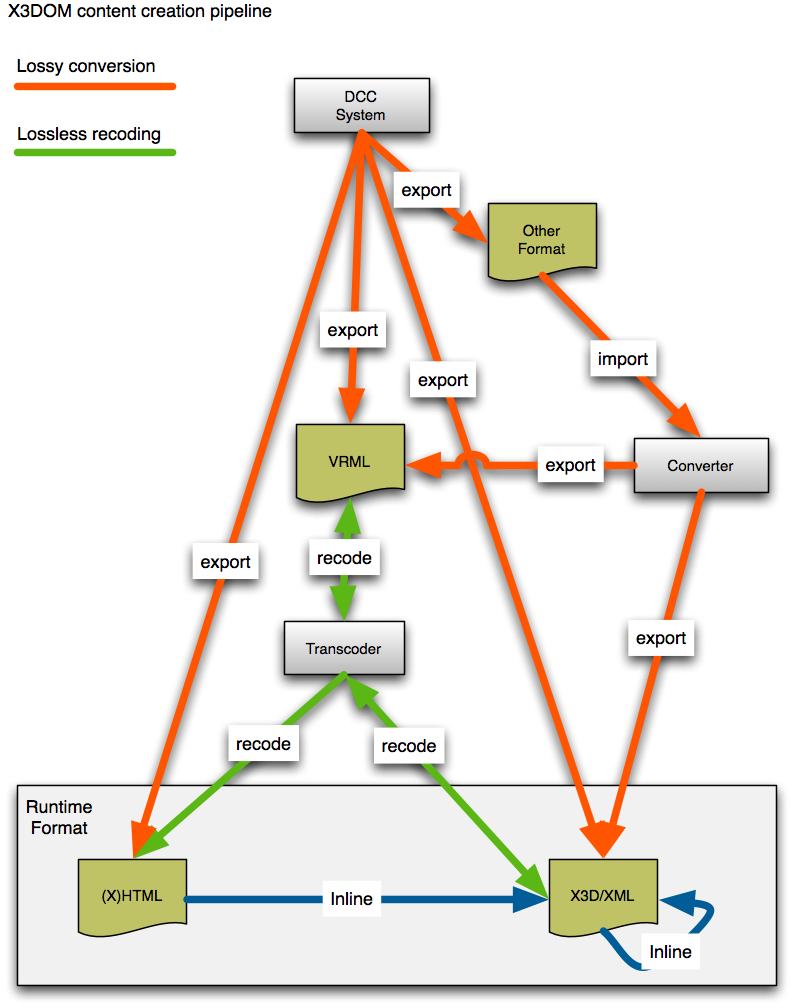 X3DOM content creation pipeline
Lossy conversion
Lossless recoding
DCC
System
export
Other
Format
export
import
export
VRML
export
Converter
export
recode
export
Transcoder
recode
recode
Runtime
Format
(X)HTML
Inline
X3D/XML
Inline